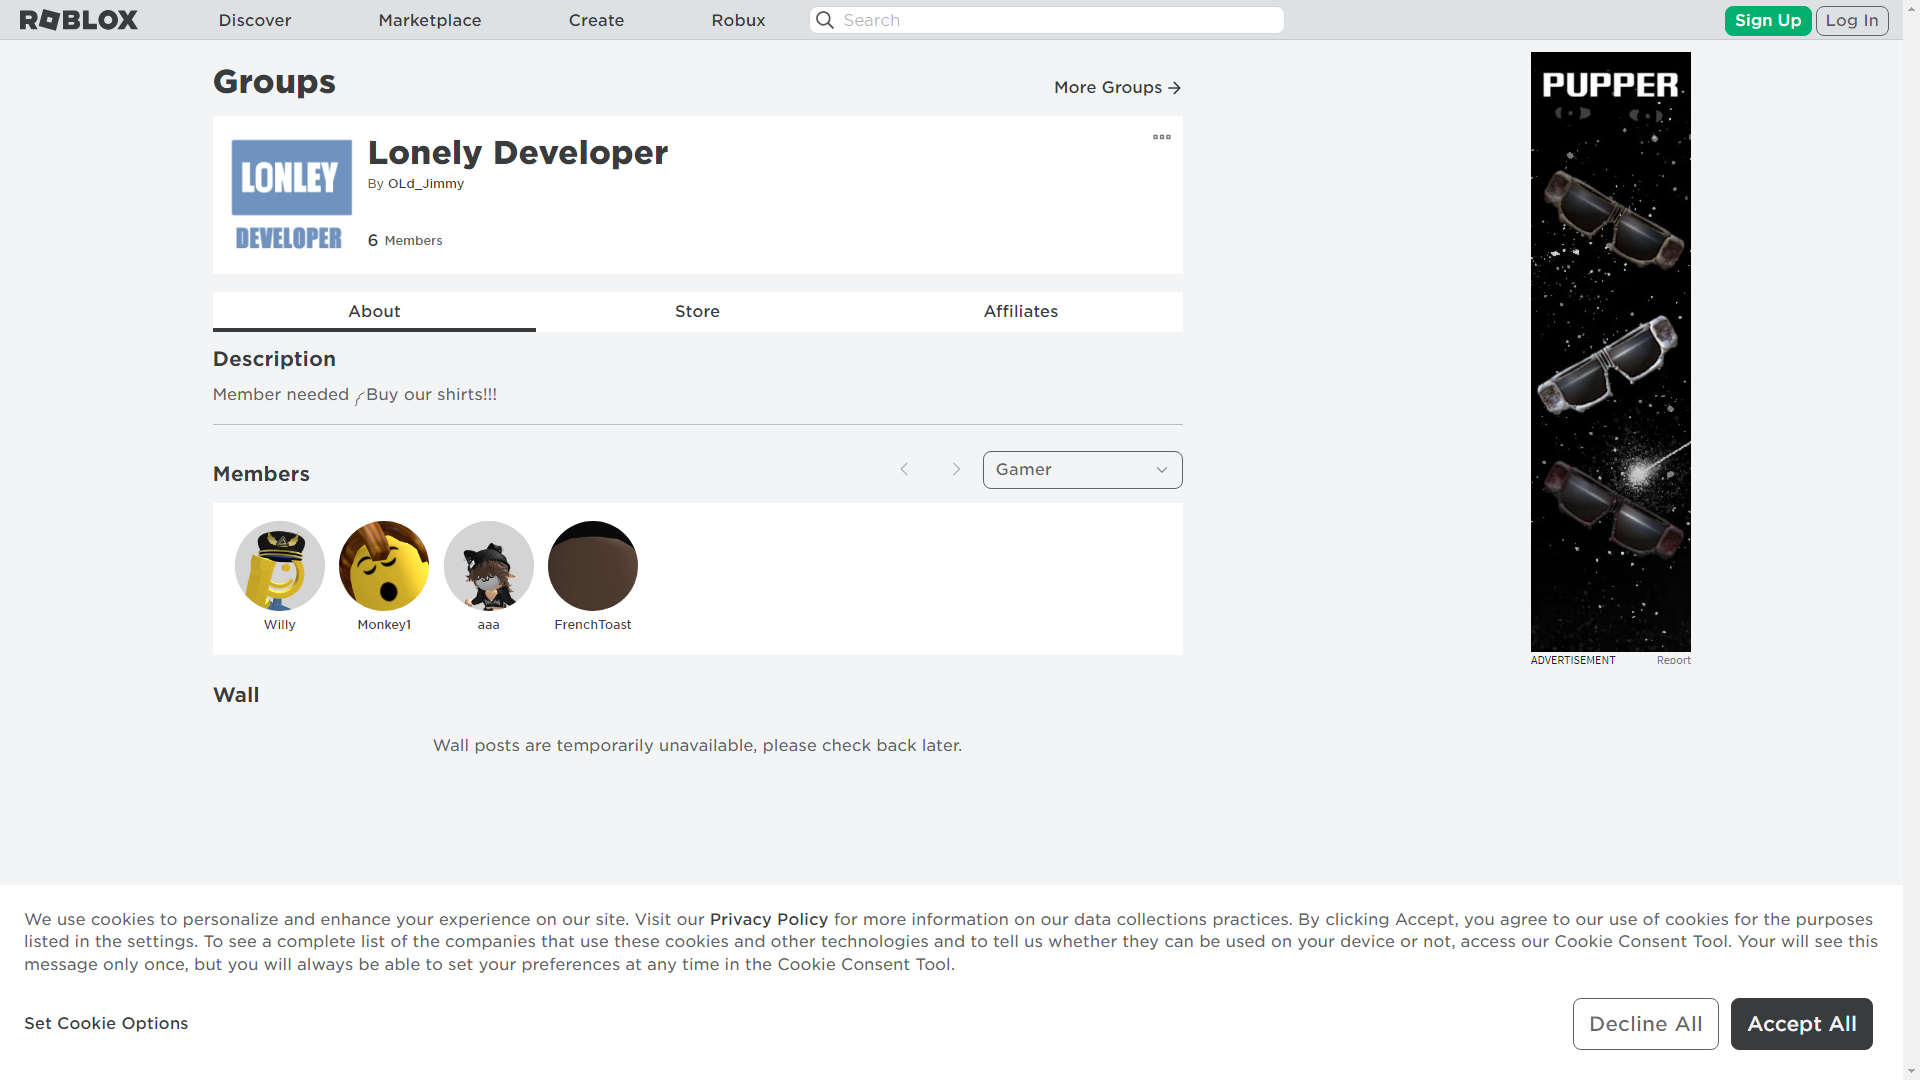 ROBLOX
Discover
Marketplace
Create
Robux
Search
Sign Up
Log In
Groups
More Groups
LONLEY
DEVELOPER
Lonely Developer
By OLd_Jimmy
6 Members
About
Store
Affiliates
Description
Member needed Buy our shirts!!!
Members
Gamer
Willy
Monkey1
aaa
FrenchToast
Wall
Wall posts are temporarily unavailable, please check back later.
PUPPER
ADVERTISEMENT
Report
We use cookies to personalize and enhance your experience on our site. Visit our Privacy Policy for more information on our data collections practices. By clicking Accept, you agree to our use of cookies for the purposes
listed in the settings. To see a complete list of the companies that use these cookies and other technologies and to tell us whether they can be used on your device or not, access our Cookie Consent Tool. Your will see this
message only once, but you will always be able to set your preferences at any time in the Cookie Consent Tool.
Set Cookie Options
Decline All
Accept All